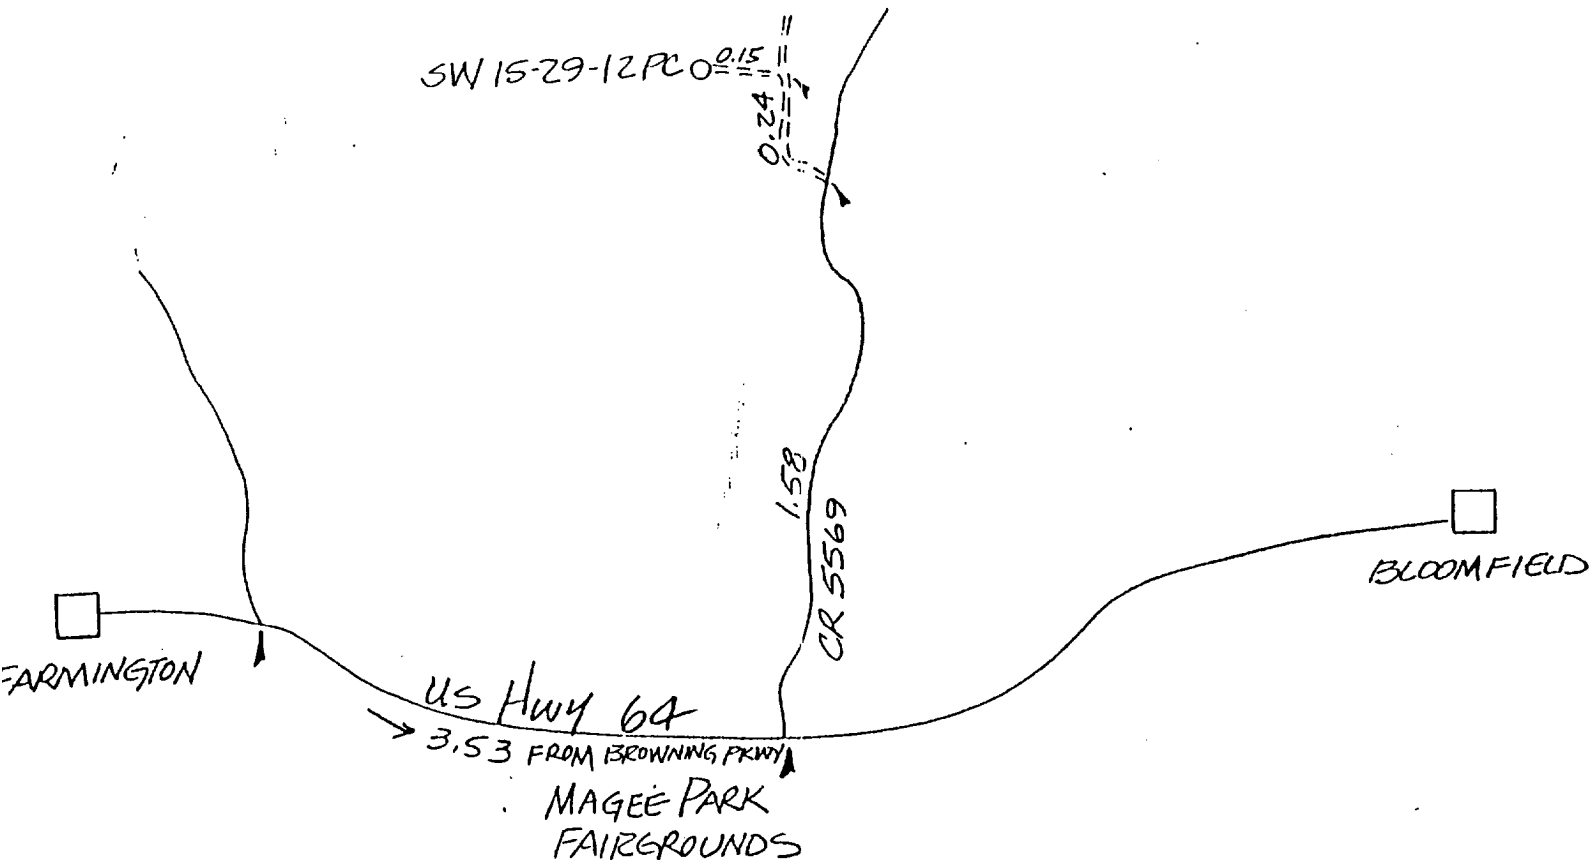 SW 15-29-12 PC
0.15
0.24
1.58
CR 5569
BLOOMFIELD
FARMINGTON
US Hwy 64
3.53 FROM BROWNING PKWY
MAGEE PARK
FAIRGROUNDS